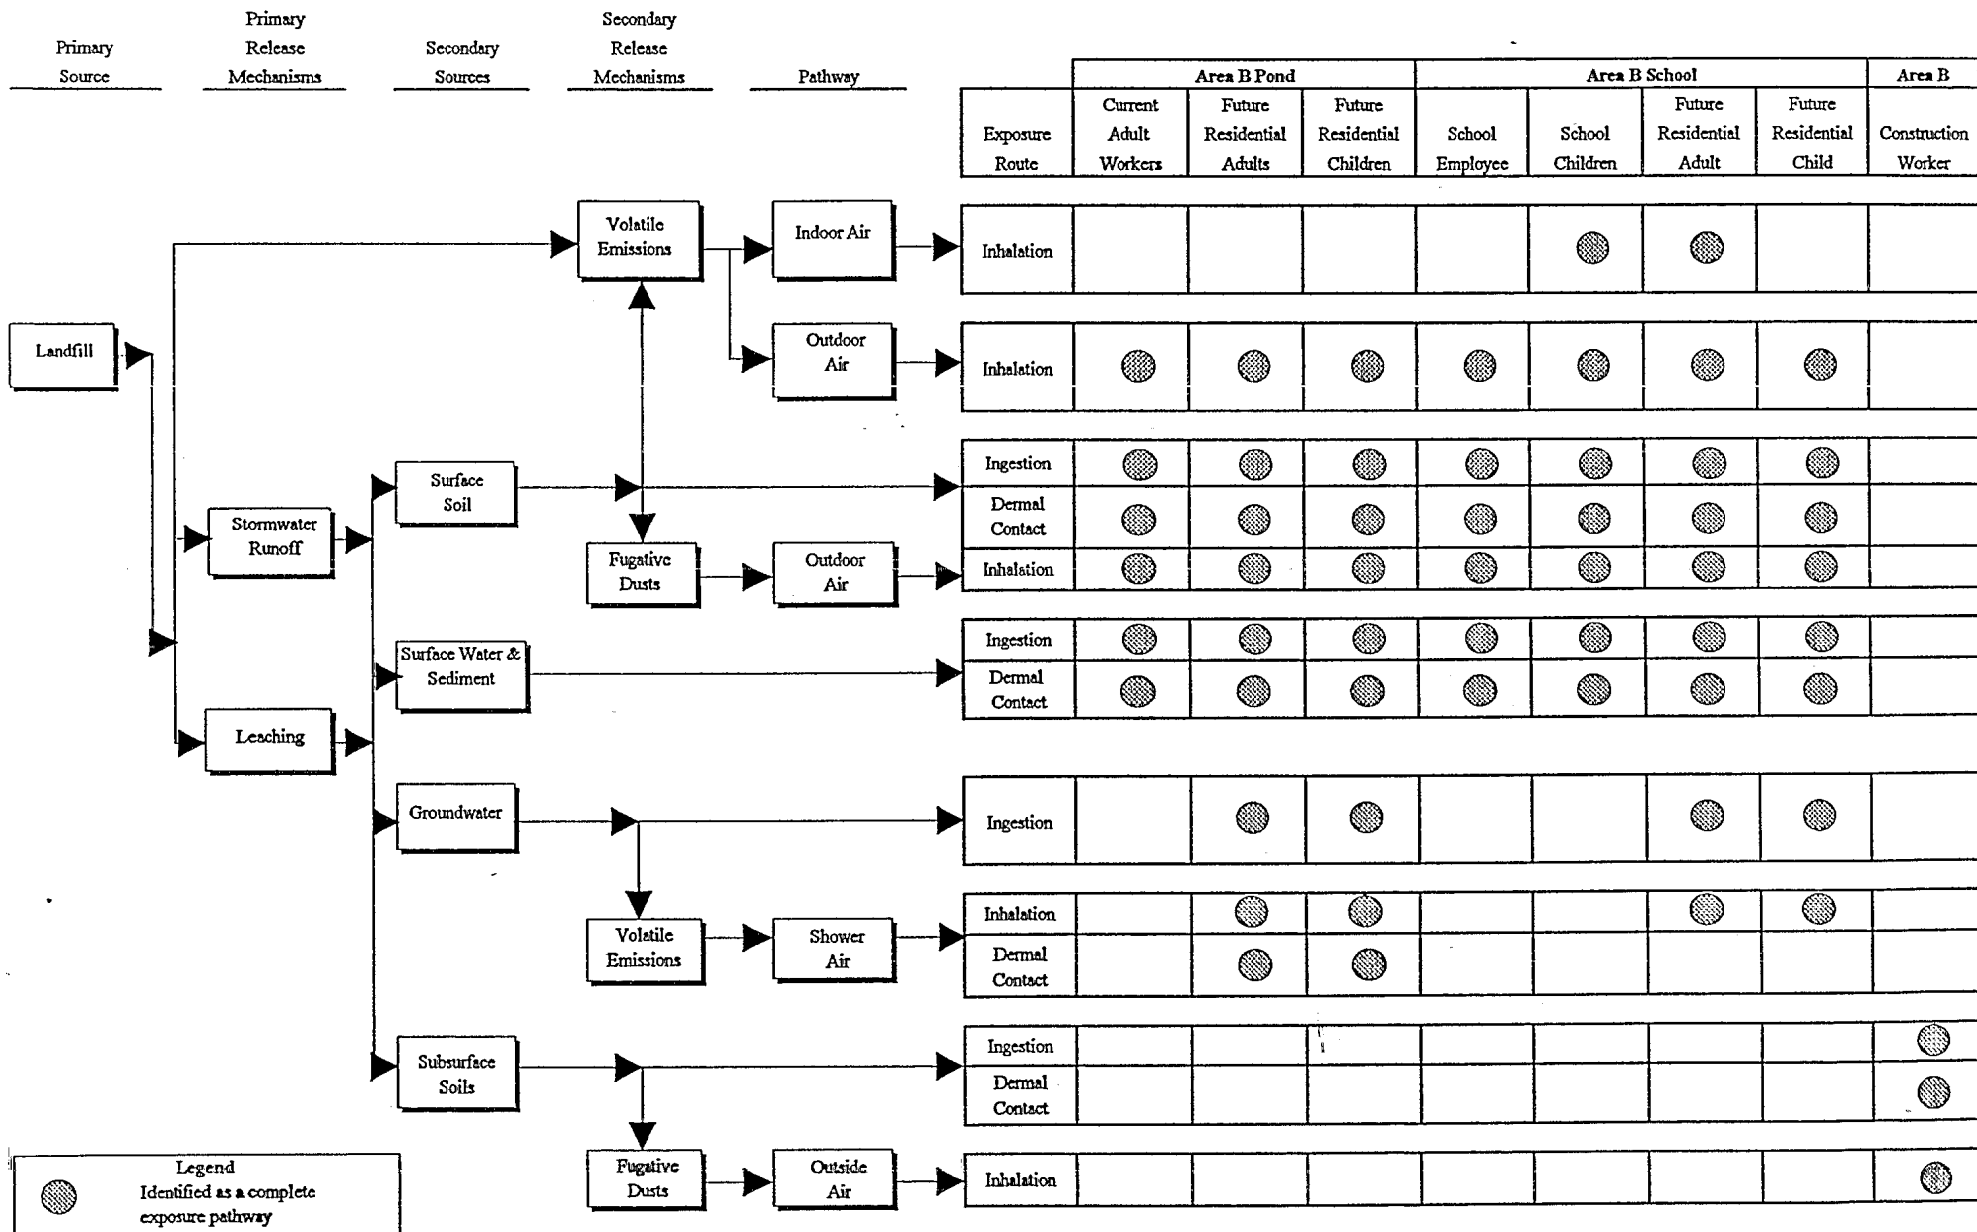 Primary
Source
Primary
Release
Mechanisms
Secondary
Sources
Secondary
Release
Mechanisms
Pathway
Area B Pond
Area B School
Area B
Exposure
Route
Current
Adult
Workers
Future
Residential
Adults
Future
Residential
Children
School
Employee
School
Children
Future
Residential
Adult
Future
Residential
Child
Construction
Worker
Volatile
Emissions
Indoor Air
Inhalation
Landfill
Outdoor
Air
Inhalation
Surface
Soil
Ingestion
Stormwater
Runoff
Dermal
Contact
Fugative
Dusts
Outdoor
Air
Inhalation
Surface Water &
Sediment
Ingestion
Dermal
Contact
Leaching
Groundwater
Ingestion
Volatile
Emissions
Shower
Air
Inhalation
Dermal
Contact
Subsurface
Soils
Ingestion
Dermal
Contact
Fugative
Dusts
Outside
Air
Inhalation
Legend
Identified as a complete
exposure pathway